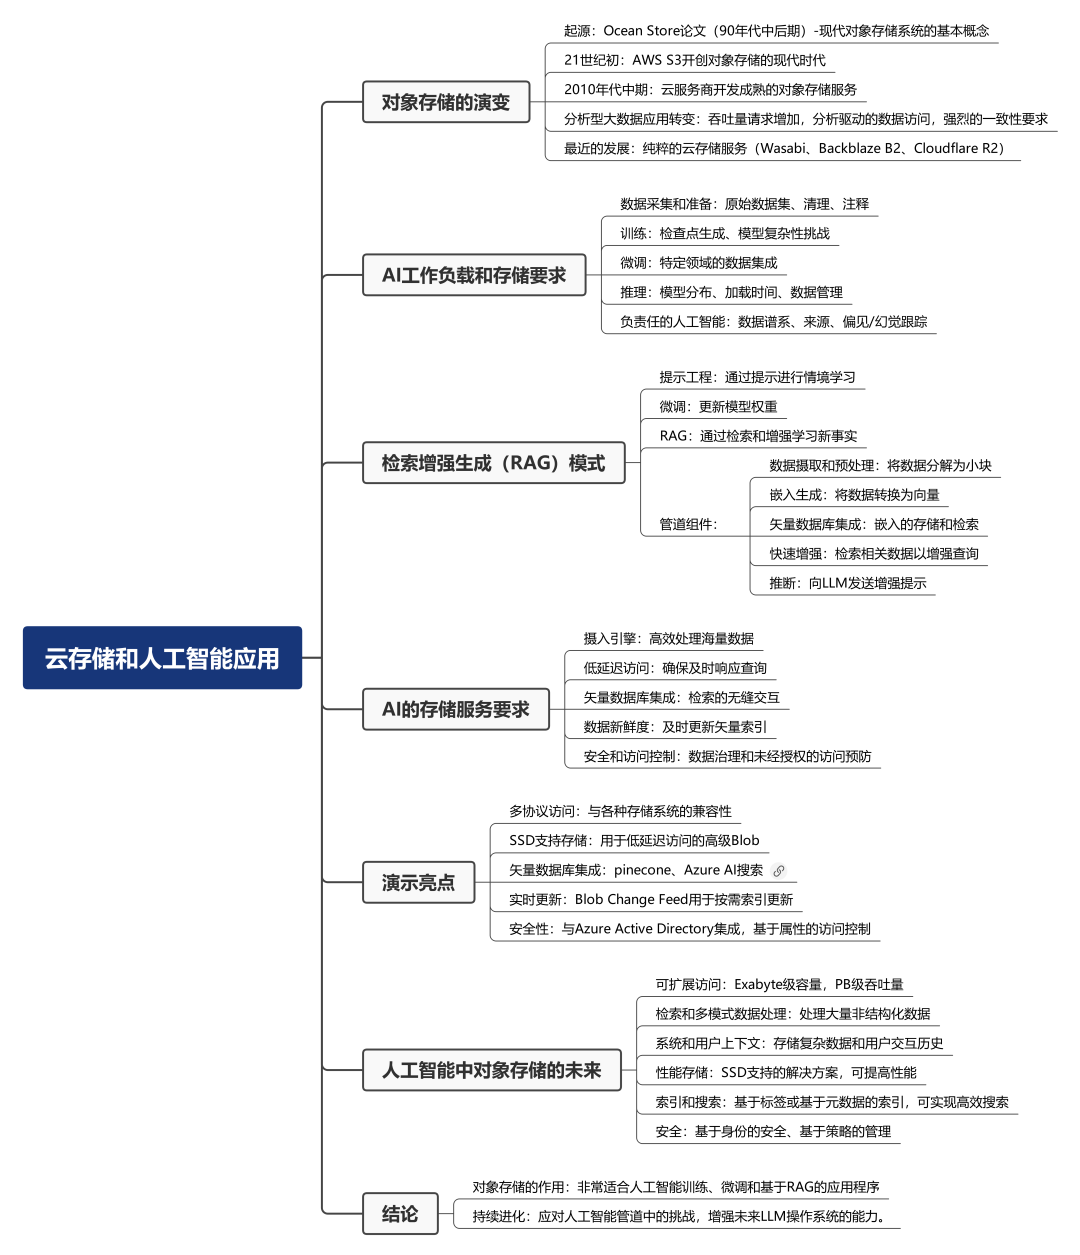 云存储和人工智能应用
对象存储的演变
起源：Ocean Store论文（90年代中后期）-现代对象存储系统的基本概念
21世纪初：AWS S3开创对象存储的现代时代
2010年代中期：云服务商开发成熟的对象存储服务
分析型大数据应用转变：吞吐量请求增加，分析驱动的数据访问，强烈的一致性要求
最近的发展：纯粹的云存储服务（Wasabi、Backblaze B2、Cloudflare R2）
AI工作负载和存储要求
数据采集和准备：原始数据集、清理、注释
训练：检查点生成、模型复杂性挑战
微调：特定领域的数据集成
推理：模型分布、加载时间、数据管理
负责任的人工智能：数据谱系、来源、偏见/幻觉跟踪
检索增强生成（RAG）模式
提示工程：通过提示进行情境学习
微调：更新模型权重
RAG：通过检索和增强学习新事实
管道组件：
数据摄取和预处理：将数据分解为小块
嵌入生成：将数据转换为向量
矢量数据库集成：嵌入的存储和检索
快速增强：检索相关数据以增强查询
推断：向LLM发送增强提示
AI的存储服务要求
摄入引擎：高效处理海量数据
低延迟访问：确保及时响应查询
矢量数据库集成：检索的无缝交互
数据新鲜度：及时更新矢量索引
安全和访问控制：数据治理和未经授权的访问预防
演示亮点
多协议访问：与各种存储系统的兼容性
SSD支持存储：用于低延迟访问的高级Blob
矢量数据库集成：pinecone、Azure AI搜索
实时更新：Blob Change Feed用于按需索引更新
安全性：与Azure Active Directory集成，基于属性的访问控制
人工智能中对象存储的未来
可扩展访问：Exabyte级容量，PB级吞吐量
检索和多模式数据处理：处理大量非结构化数据
系统和用户上下文：存储复杂数据和用户交互历史
性能存储：SSD支持的解决方案，可提高性能
索引和搜索：基于标签或基于元数据的索引，可实现高效搜索
安全：基于身份的安全、基于策略的管理
结论
对象存储的作用：非常适合人工智能训练、微调和基于RAG的应用程序
持续进化：应对人工智能管道中的挑战，增强未来LLM操作系统的能力。